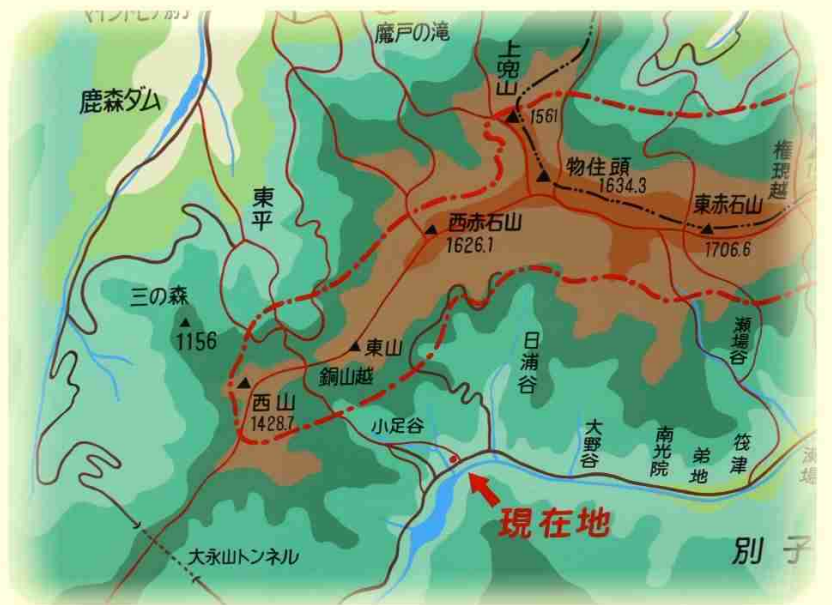 魔戸の滝
上兜山
1561
鹿森ダム
物住頭
1634.3
権現越
東平
東赤石山
1706.6
西赤石山
1626.1
三の森
1156
瀬場谷
東山
日浦谷
銅山越
西山
1428.7
小足谷
大野谷
南光院
弟地
筏津
現在地
別子
大永山トンネル